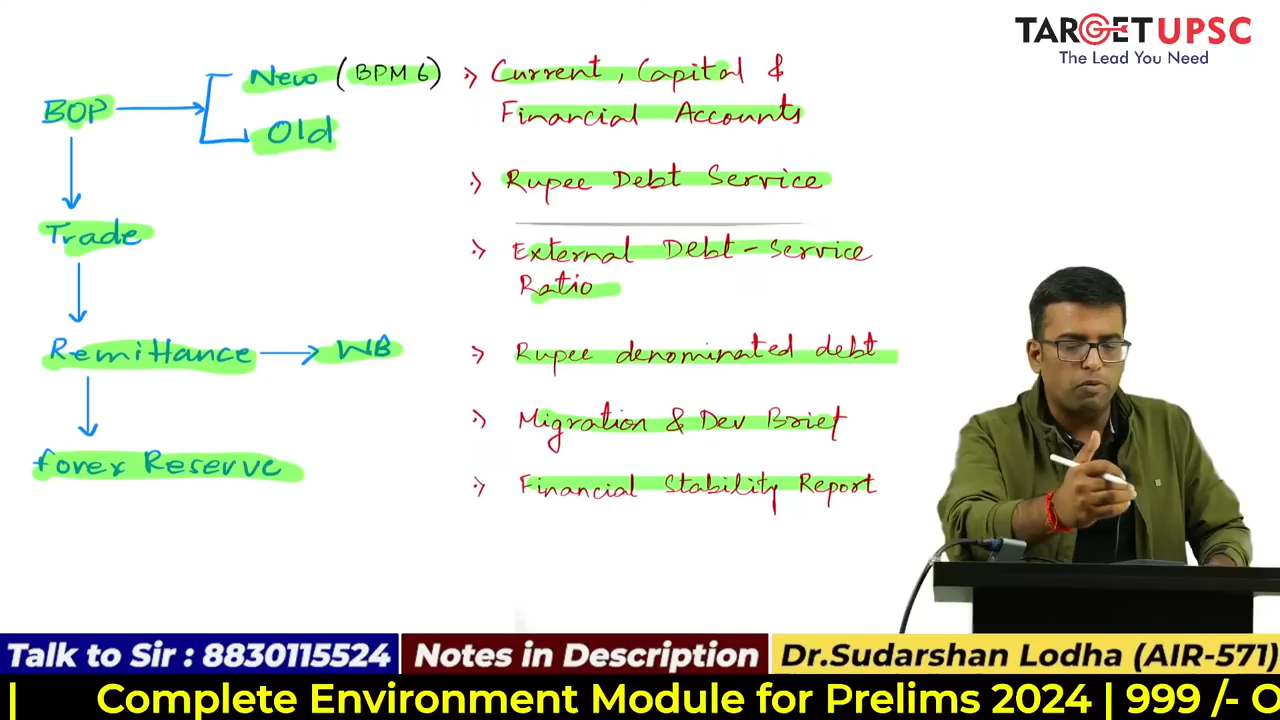 TARGET UPSC
The Lead You Need
BOP
New (BPM 6)
Old
Trade
Remittance
WB
forex Reserve
:> Current, Capital &
Financial Accounts
:> Rupee Debt Service
:> External Debt-Service
Ratio
:> Rupee denominated debt
:> Migration & Dev Brief
:> Financial Stability Report
Talk to Sir : 8830115524
Notes in Description
Dr.Sudarshan Lodha (AIR-571)
| Complete Environment Module for Prelims 2024 | 999 /- O